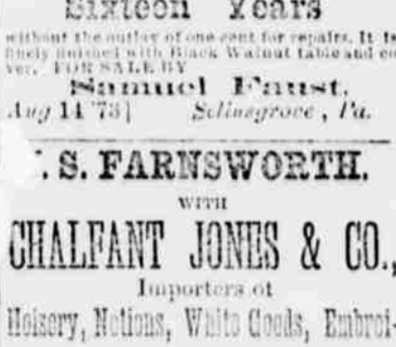 Sixteen Years
without the outlay of one cent for repairs. It is
finely finished with Black Walnut table and co
ver. FOR SALE BY
Samuel Faust,
Aug 14 '73] Selinsgrove, Pa.
. S. FARNSWORTH.
WITH
CHALFANT JONES & CO.,
Importers of
Hoisery, Notions, White Goods, Embroi-